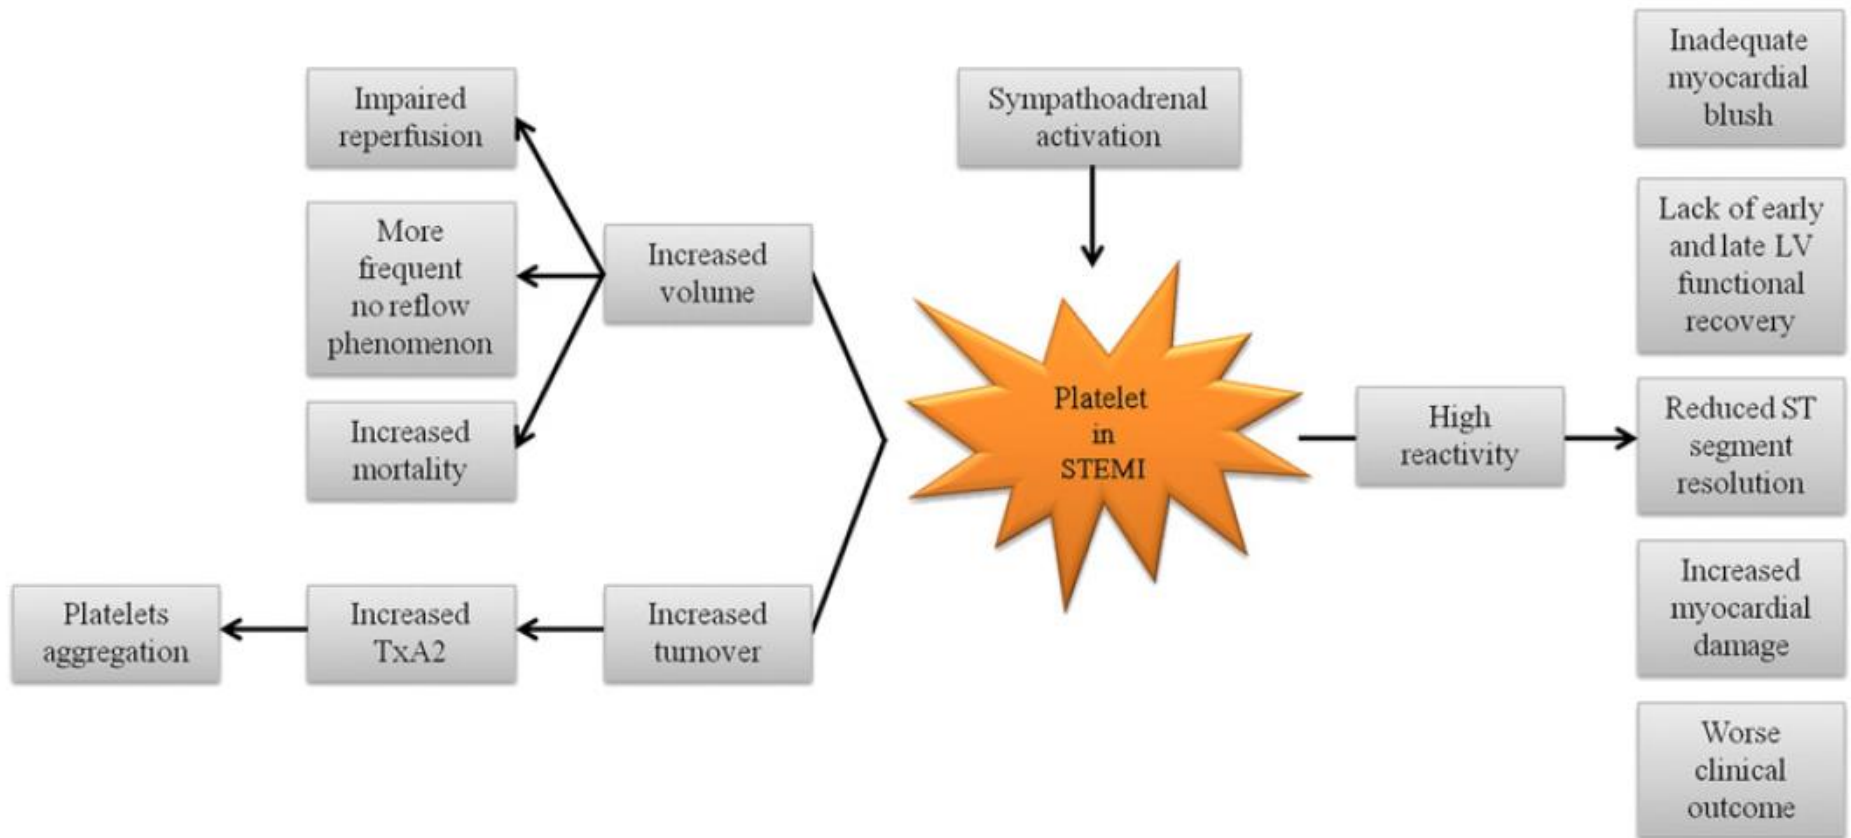 Impaired
reperfusion
More
frequent
no reflow
phenomenon
Increased
mortality
Increased
volume
Platelets
aggregation
Increased
TxA2
Increased
turnover
Sympathoadrenal
activation
Platelet
in
STEMI
High
reactivity
Inadequate
myocardial
blush
Lack of early
and late LV
functional
recovery
Reduced ST
segment
resolution
Increased
myocardial
damage
Worse
clinical
outcome